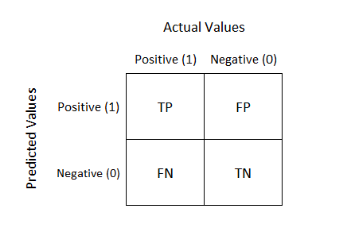 Actual Values
Positive (1) Negative (0)
Predicted Values
Positive (1) TP FP
Negative (0) FN TN